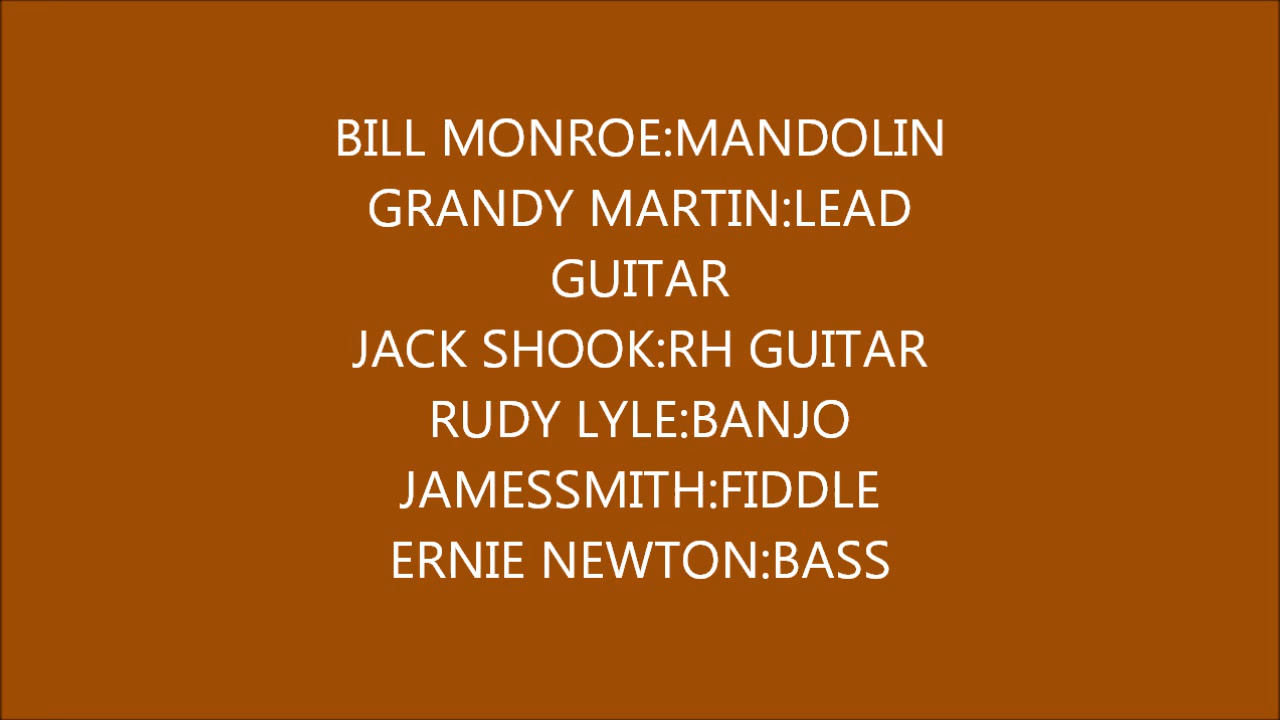 BILL MONROE:MANDOLIN
GRANDY MARTIN:LEAD
GUITAR
JACK SHOOK:RH GUITAR
RUDY LYLE:BANJO
JAMESSMITH:FIDDLE
ERNIE NEWTON:BASS